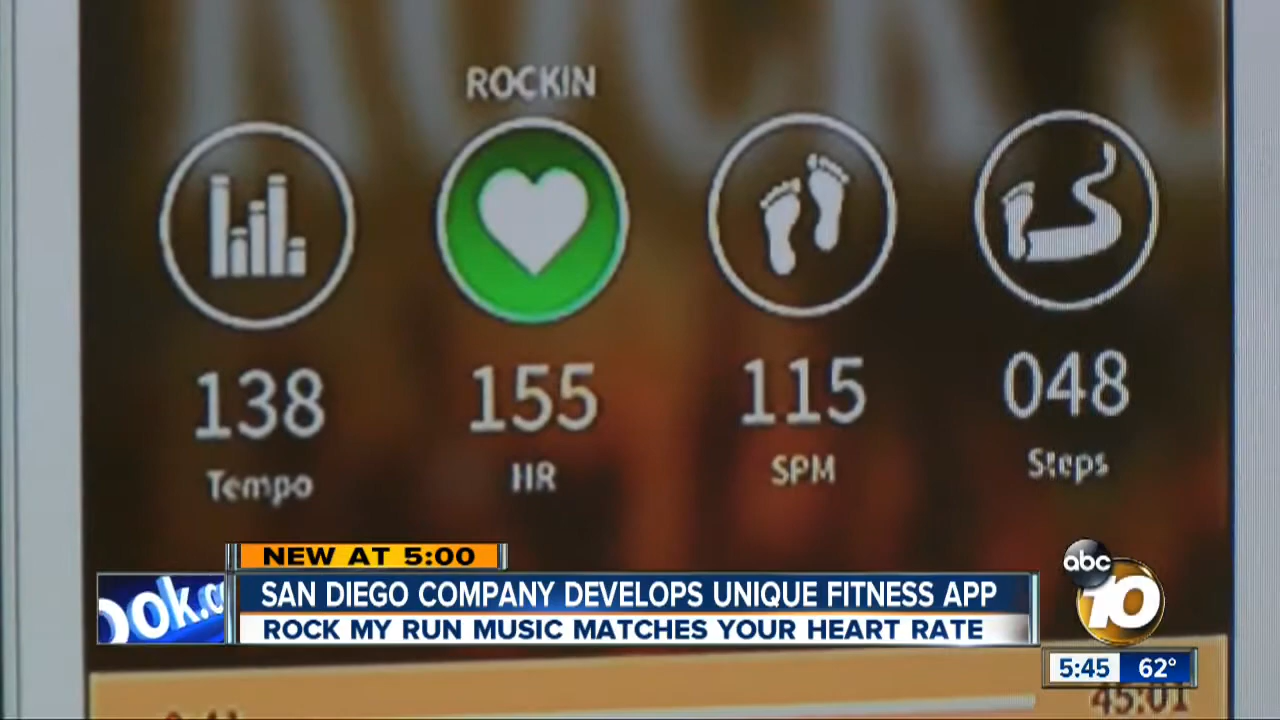 ROCKIN
138 155 115 048
Tempo HR SPM Steps
NEW AT 5:00
SAN DIEGO COMPANY DEVELOPS UNIQUE FITNESS APP
ROCK MY RUN MUSIC MATCHES YOUR HEART RATE
abc
10
5:45 62°
45:01